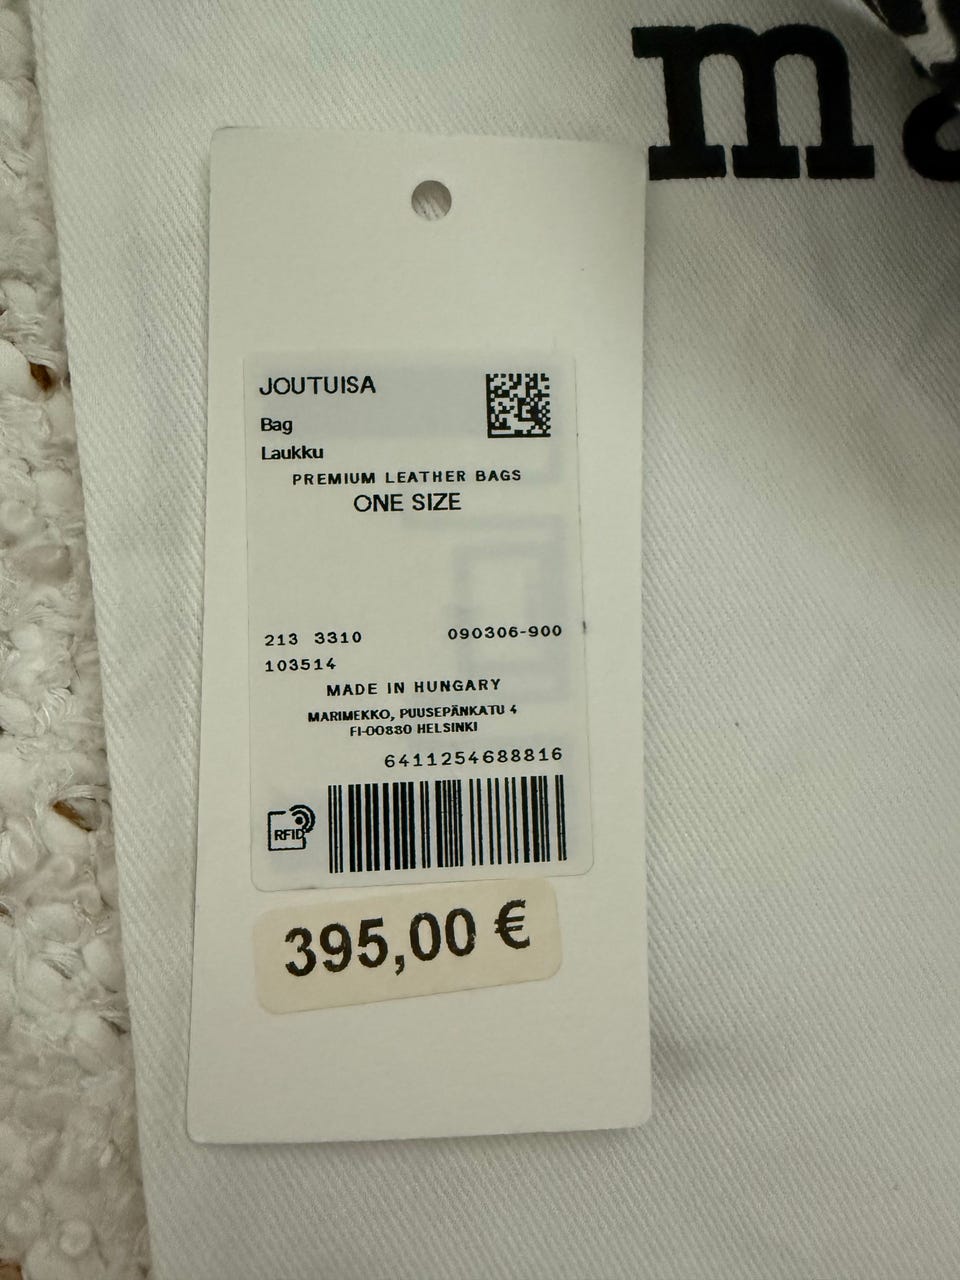 ma
JOUTUISA
Bag
Laukku
PREMIUM LEATHER BAGS
ONE SIZE
213 3310 090306-900
103514
MADE IN HUNGARY
MARIMEKKO, PUUSEPÄNKATU 4
FI-00880 HELSINKI
6411254688816
RFID
395,00 €